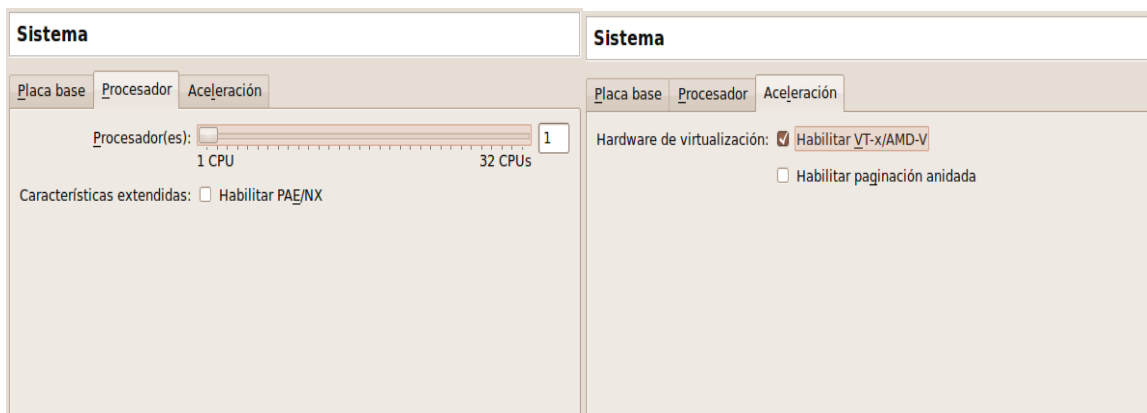 Sistema
Placa base Procesador Aceleración
Procesador(es): 1
1 CPU 32 CPUs
Características extendidas: Habilitar PAE/NX
Sistema
Placa base Procesador Aceleración
Hardware de virtualización: Habilitar VT-x/AMD-V
Habilitar paginación anidada